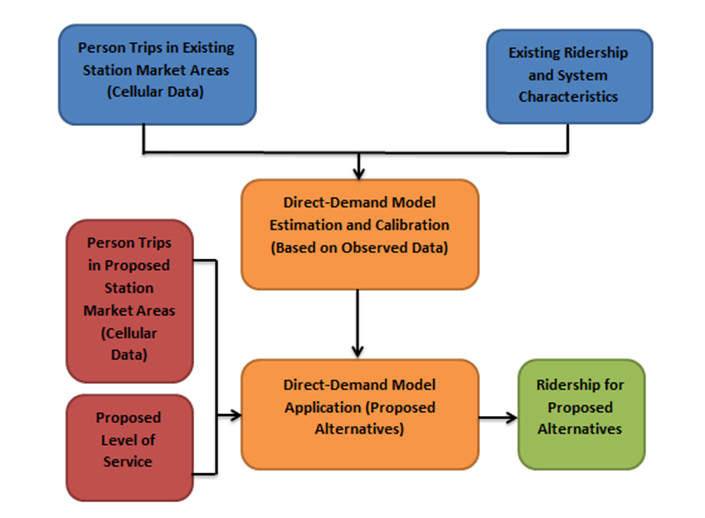 Person Trips in Existing
Station Market Areas
(Cellular Data)
Existing Ridership
and System
Characteristics
Direct-Demand Model
Estimation and Calibration
(Based on Observed Data)
Person Trips
in Proposed
Station
Market Areas
(Cellular
Data)
Proposed
Level of
Service
Direct-Demand Model
Application (Proposed
Alternatives)
Ridership for
Proposed
Alternatives